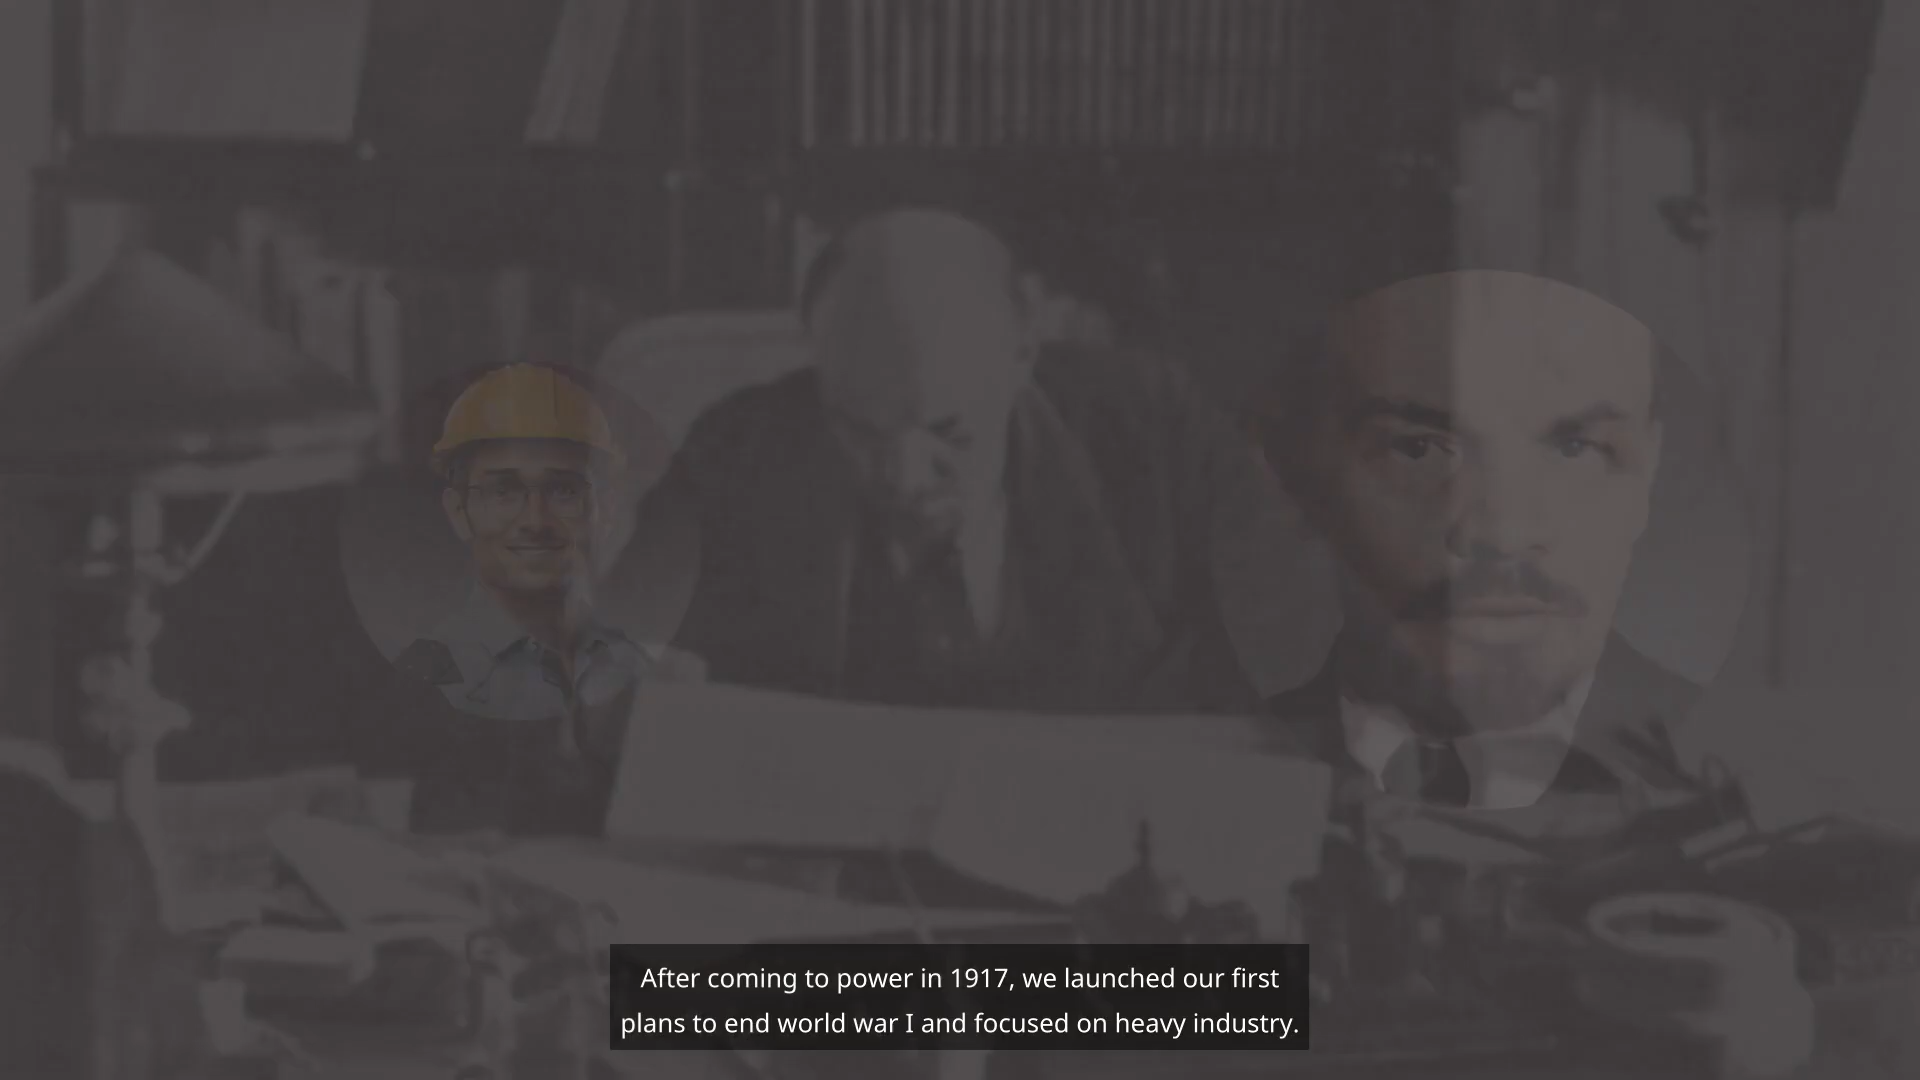 After coming to power in 1917, we launched our first
plans to end world war I and focused on heavy industry.